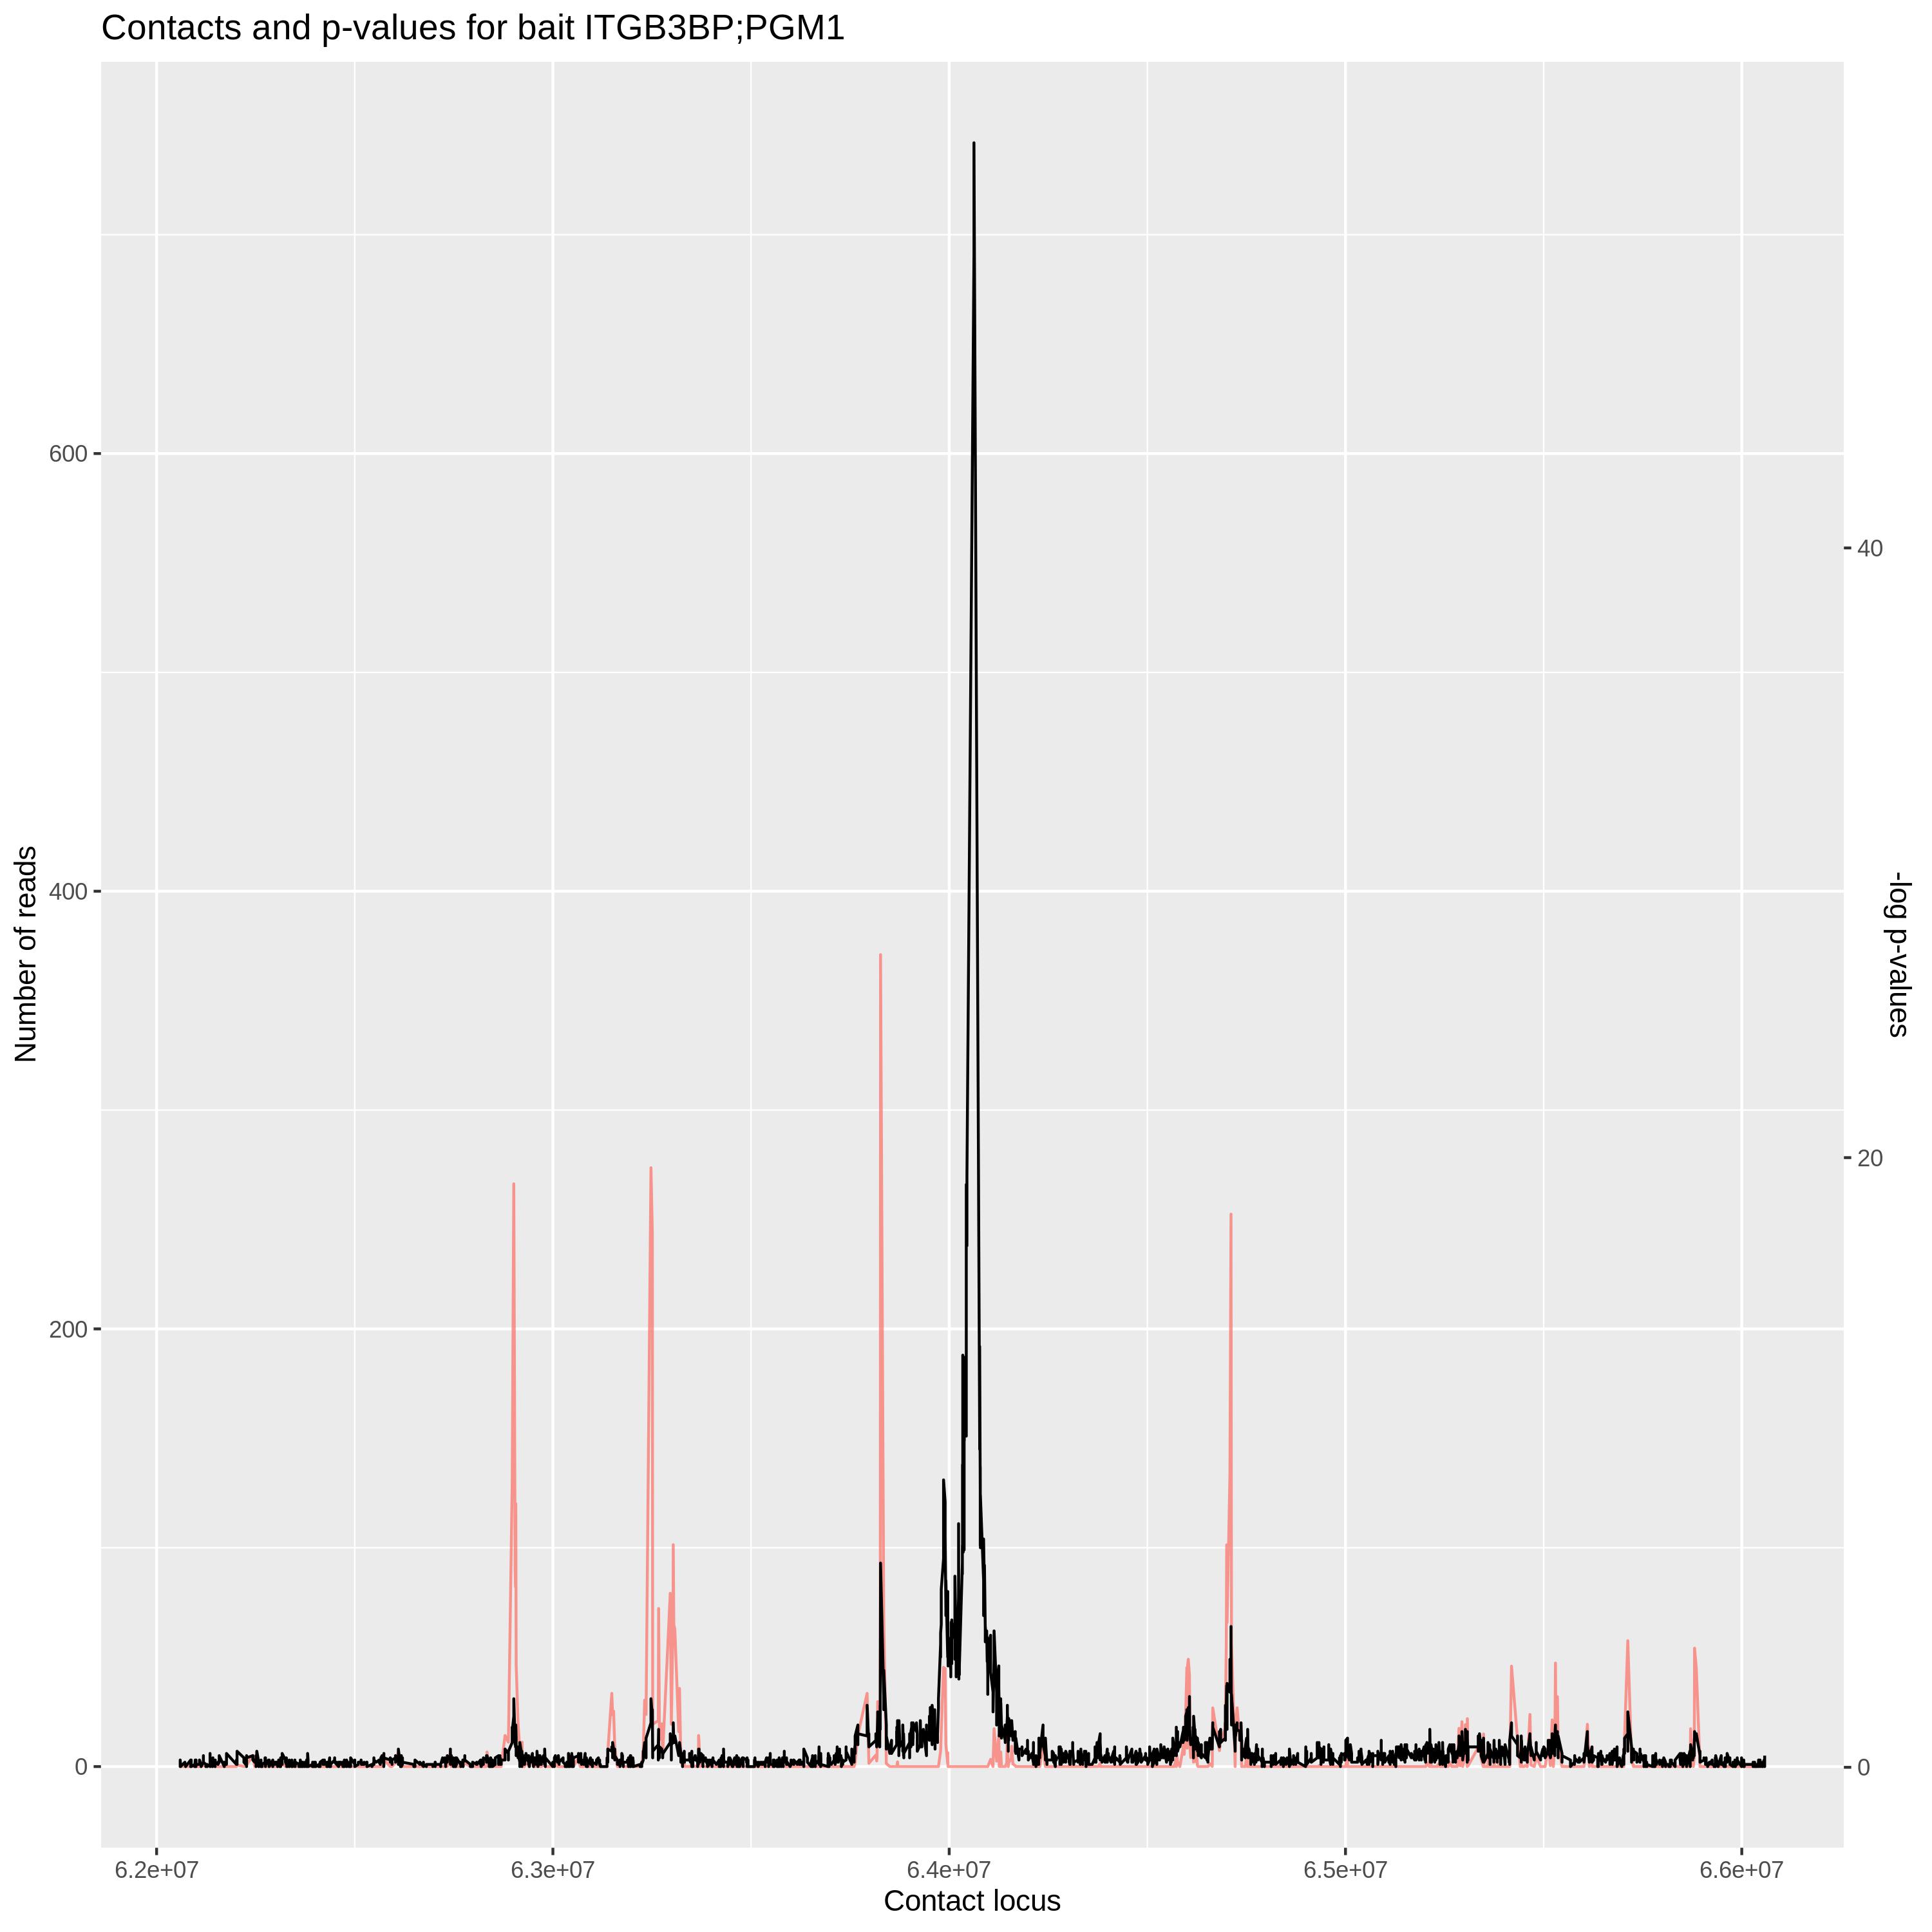 Contacts and p-values for bait ITGB3BP;PGM1
600
400
200
0
Number of reads
40
20
0
-log p-values
6.2e+07 6.3e+07 6.4e+07 6.5e+07 6.6e+07
Contact locus